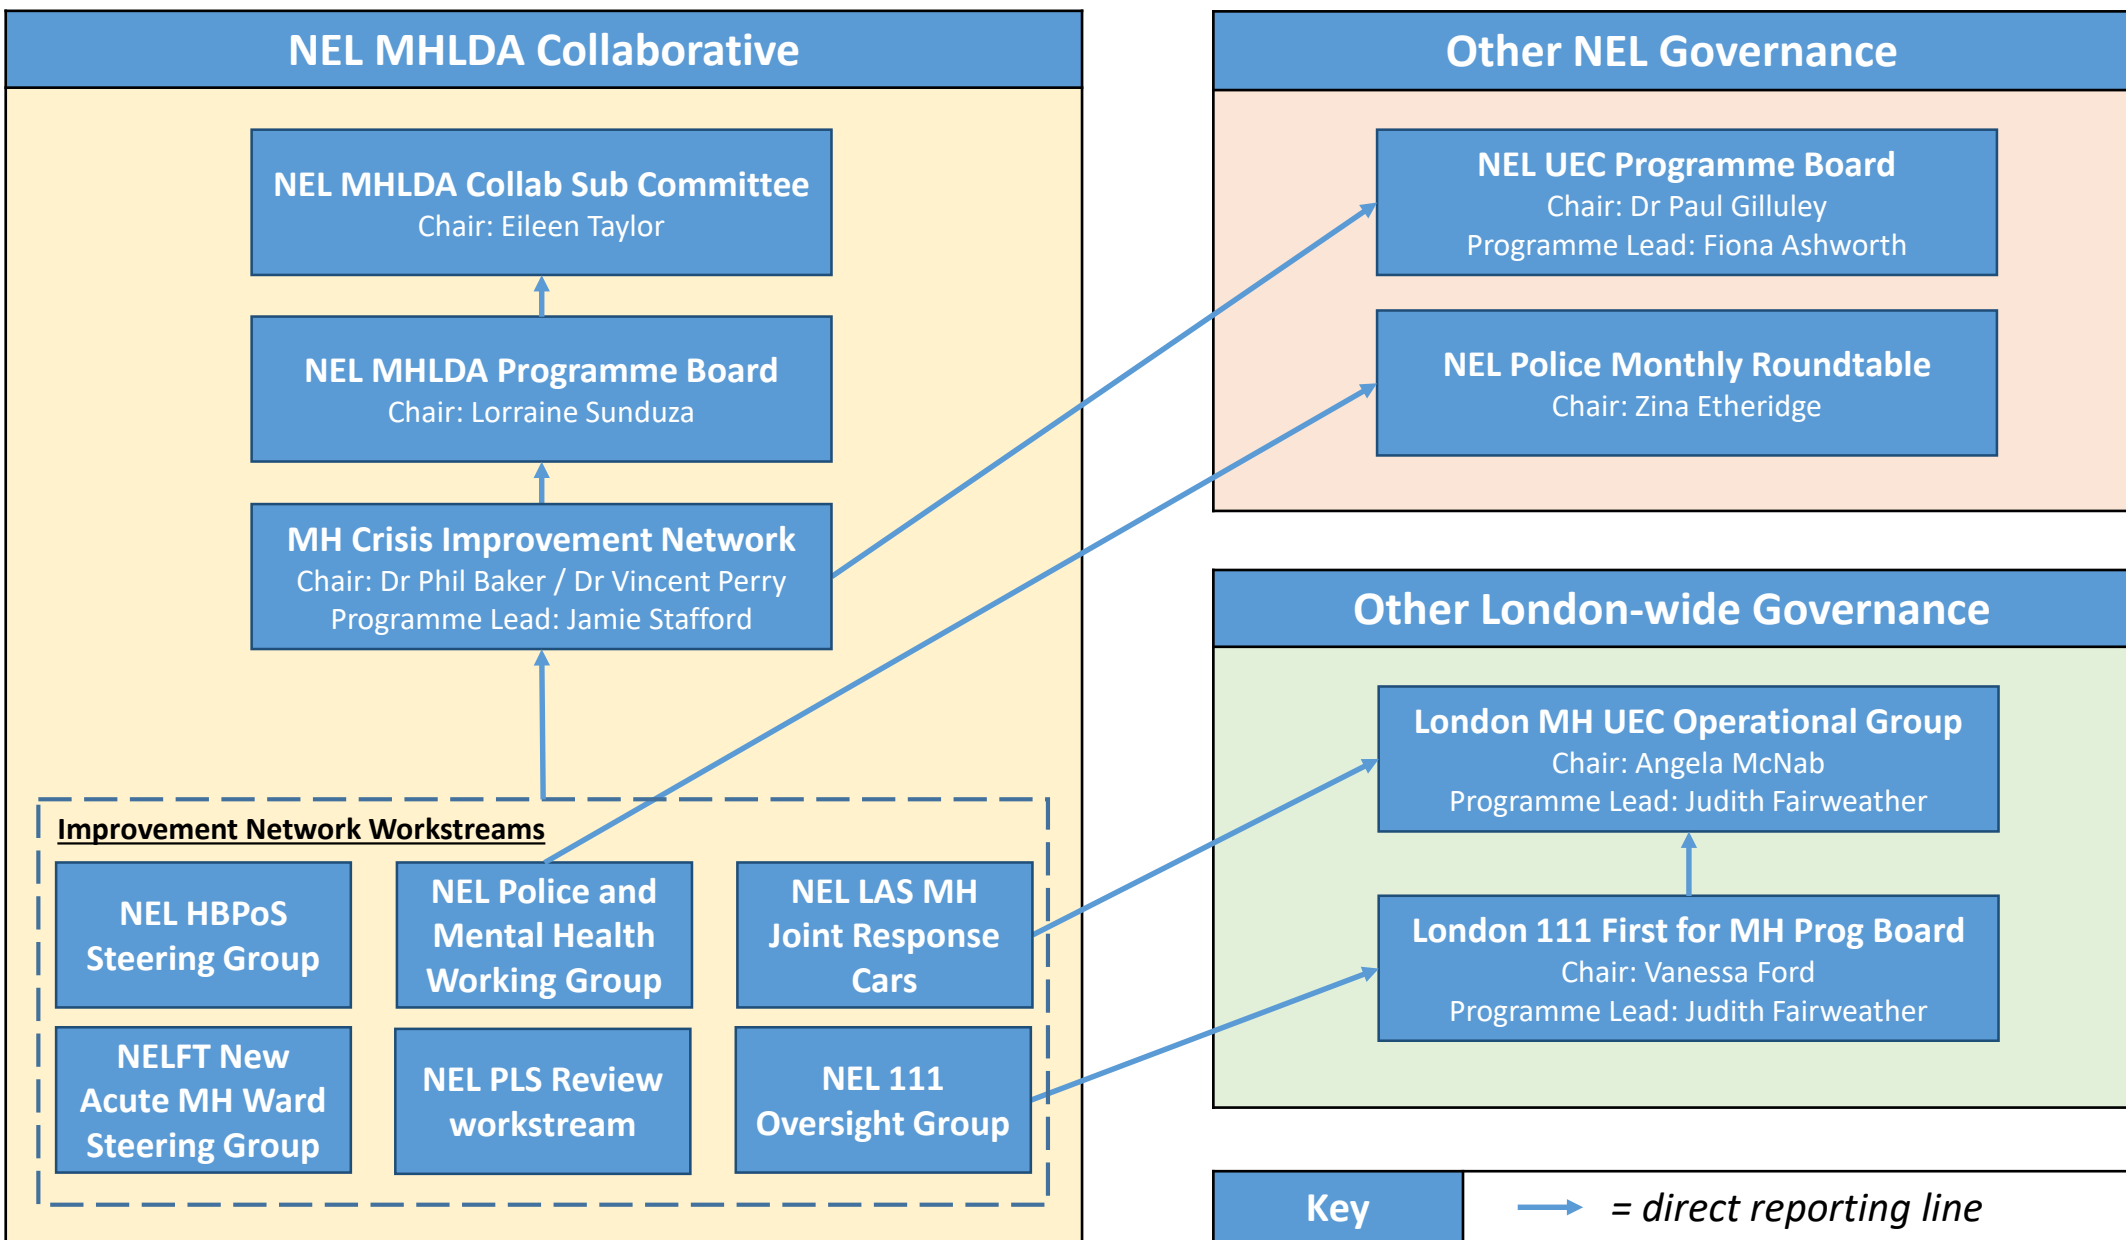 NEL MHLDA Collaborative
NEL MHLDA Collab Sub Committee
Chair: Eileen Taylor
NEL MHLDA Programme Board
Chair: Lorraine Sunduza
MH Crisis Improvement Network
Chair: Dr Phil Baker / Dr Vincent Perry
Programme Lead: Jamie Stafford
Improvement Network Workstreams
NEL HBPoS
Steering Group
NEL Police and
Mental Health
Working Group
NEL LAS MH
Joint Response
Cars
NELFT New
Acute MH Ward
Steering Group
NEL PLS Review
workstream
NEL 111
Oversight Group
Other NEL Governance
NEL UEC Programme Board
Chair: Dr Paul Gilluley
Programme Lead: Fiona Ashworth
NEL Police Monthly Roundtable
Chair: Zina Etheridge
Other London-wide Governance
London MH UEC Operational Group
Chair: Angela McNab
Programme Lead: Judith Fairweather
London 111 First for MH Prog Board
Chair: Vanessa Ford
Programme Lead: Judith Fairweather
Key
= direct reporting line